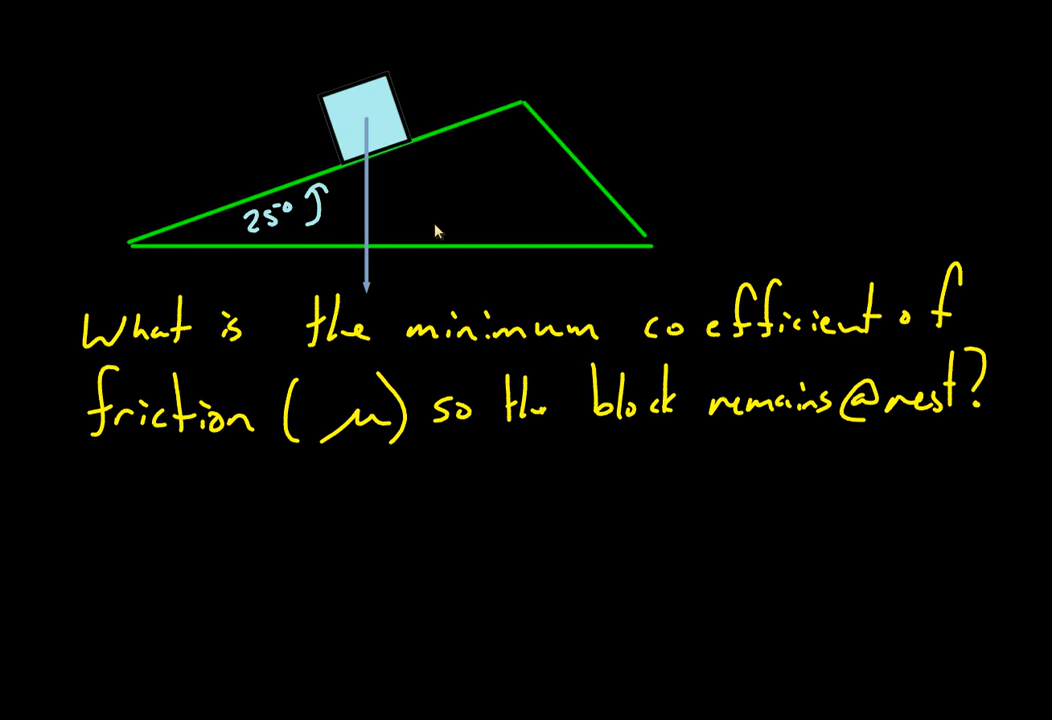 25°
What is the minimum coefficient of
friction (μ) so the block remains @ rest?